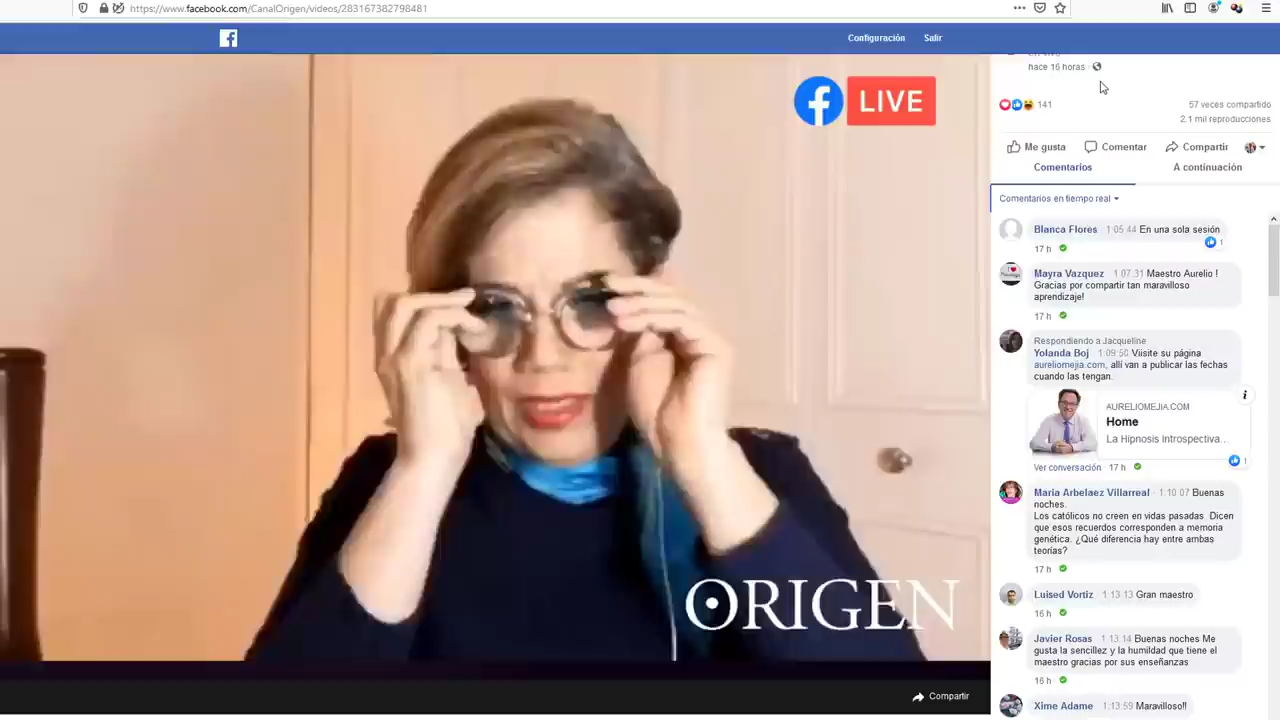 https://www.facebook.com/CanalOrigen/videos/283167382798481
Configuración Salir
LIVE
ORIGEN
Compartir
hace 16 horas
141
57 veces compartido
2.1 mil reproducciones
Me gusta Comentar Compartir
Comentarios A continuación
Comentarios en tiempo real
Blanca Flores 1:05:44 En una sola sesión
1
17 h
Mayra Vazquez 1:07:31 Maestro Aurelio !
Gracias por compartir tan maravilloso
aprendizaje!
17 h
Respondiendo a Jacqueline
Yolanda Boj 1:09:50 Viisite su página
aureliomejia.com, allí van a publicar las fechas
cuando las tengan.
AURELIOMEJIA.COM
Home
La Hipnosis Introspectiva...
1
Ver conversación 17 h
Maria Arbelaez Villarreal 1:10:07 Buenas
noches.
Los católicos no creen en vidas pasadas. Dicen
que esos recuerdos corresponden a memoria
genética. ¿Qué diferencia hay entre ambas
teorías?
17 h
Luised Vortiz 1:13:13 Gran maestro
16 h
Javier Rosas 1:13:14 Buenas noches Me
gusta la sencillez y la humildad que tiene el
maestro gracias por sus enseñanzas
16 h
Xime Adame 1:13:59 Maravilloso!!